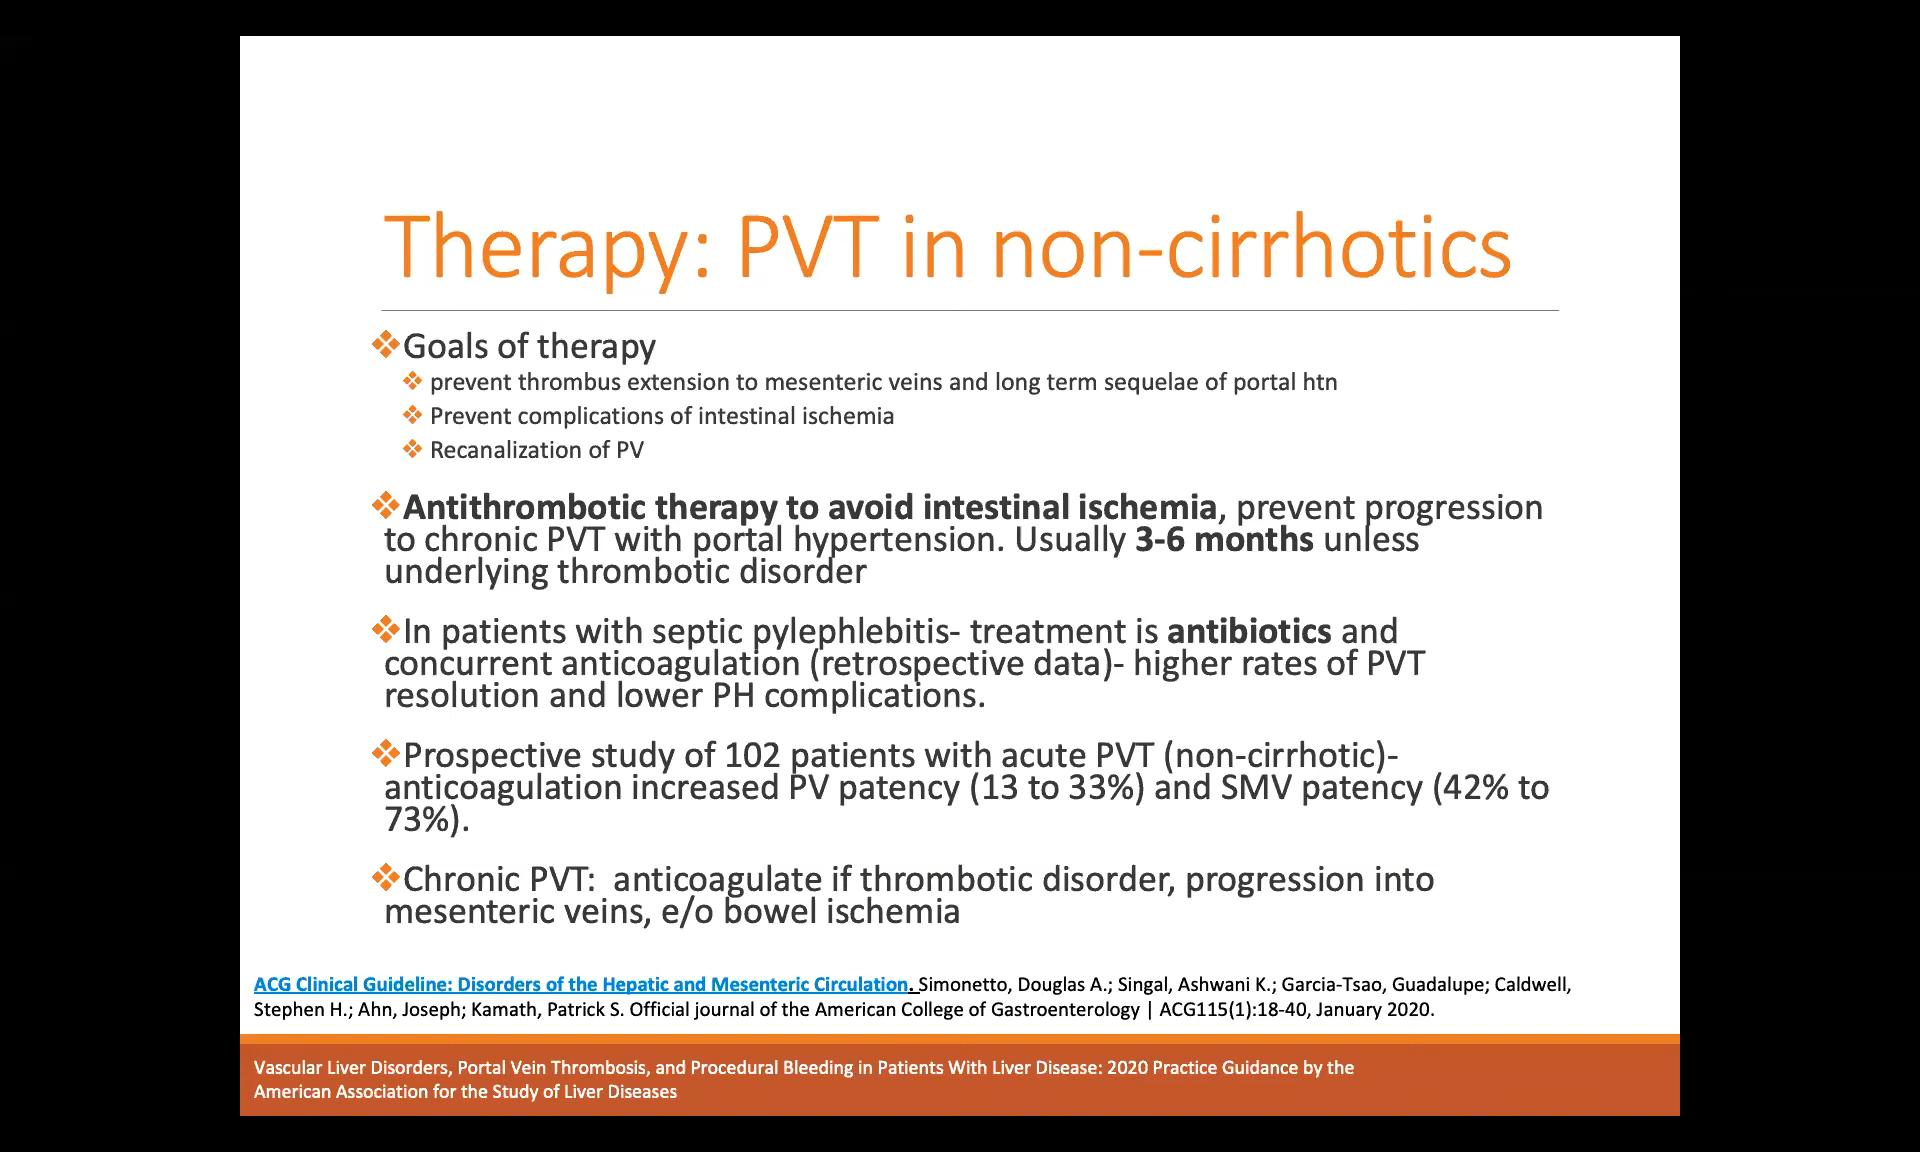 Therapy: PVT in non-cirrhotics
Goals of therapy
prevent thrombus extension to mesenteric veins and long term sequelae of portal htn
Prevent complications of intestinal ischemia
Recanalization of PV
Antithrombotic therapy to avoid intestinal ischemia, prevent progression
to chronic PVT with portal hypertension. Usually 3-6 months unless
underlying thrombotic disorder
In patients with septic pylephlebitis- treatment is antibiotics and
concurrent anticoagulation (retrospective data)- higher rates of PVT
resolution and lower PH complications.
Prospective study of 102 patients with acute PVT (non-cirrhotic)-
anticoagulation increased PV patency (13 to 33%) and SMV patency (42% to
73%).
Chronic PVT:  anticoagulate if thrombotic disorder, progression into
mesenteric veins, e/o bowel ischemia
ACG Clinical Guideline: Disorders of the Hepatic and Mesenteric Circulation. Simonetto, Douglas A.; Singal, Ashwani K.; Garcia-Tsao, Guadalupe; Caldwell,
Stephen H.; Ahn, Joseph; Kamath, Patrick S. Official journal of the American College of Gastroenterology | ACG115(1):18-40, January 2020.
Vascular Liver Disorders, Portal Vein Thrombosis, and Procedural Bleeding in Patients With Liver Disease: 2020 Practice Guidance by the
American Association for the Study of Liver Diseases